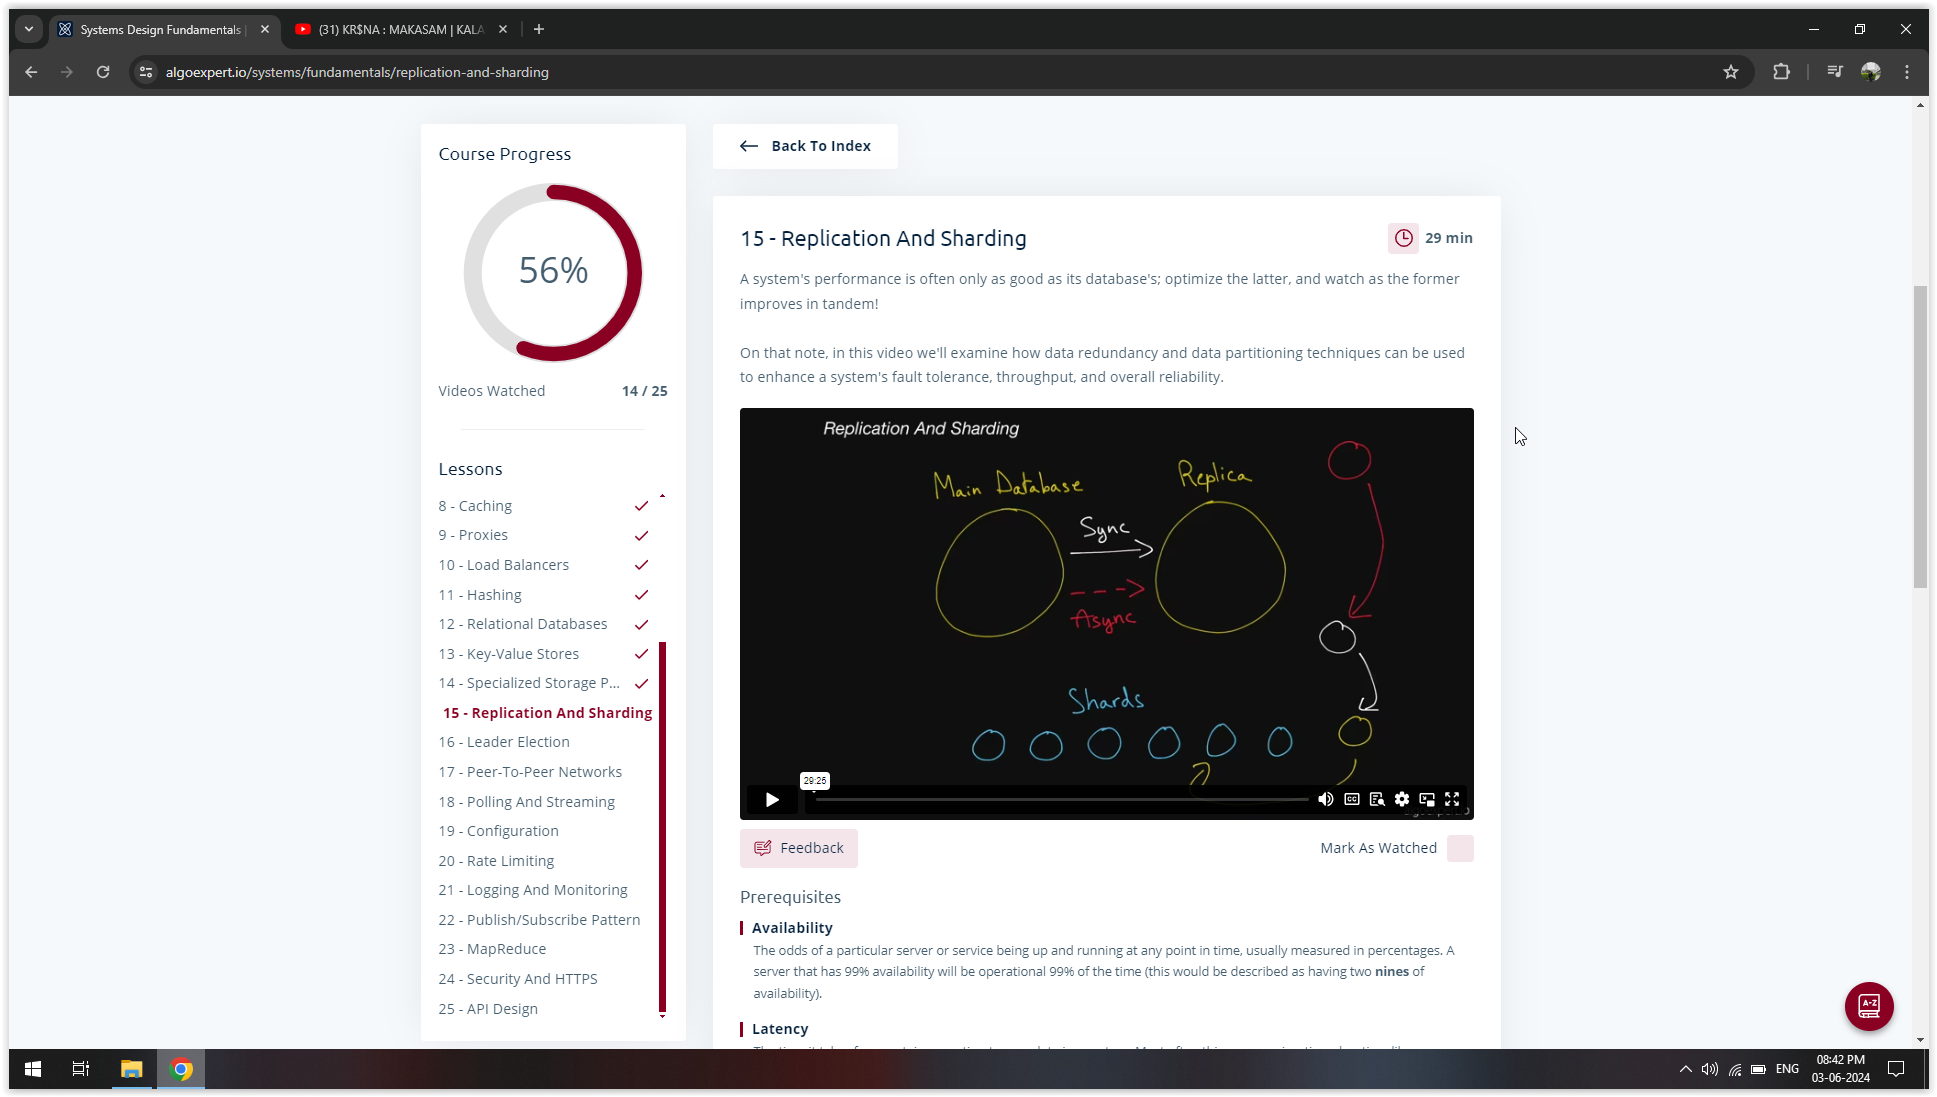 Systems Design Fundamentals |
(31) KR$NA : MAKASAM | KALA
algoexpert.io/systems/fundamentals/replication-and-sharding
Course Progress
56%
Videos Watched 14 / 25
Lessons
8 - Caching
9 - Proxies
10 - Load Balancers
11 - Hashing
12 - Relational Databases
13 - Key-Value Stores
14 - Specialized Storage P...
15 - Replication And Sharding
16 - Leader Election
17 - Peer-To-Peer Networks
18 - Polling And Streaming
19 - Configuration
20 - Rate Limiting
21 - Logging And Monitoring
22 - Publish/Subscribe Pattern
23 - MapReduce
24 - Security And HTTPS
25 - API Design
Back To Index
15 - Replication And Sharding
29 min
A system's performance is often only as good as its database's; optimize the latter, and watch as the former
improves in tandem!
On that note, in this video we'll examine how data redundancy and data partitioning techniques can be used
to enhance a system's fault tolerance, throughput, and overall reliability.
Replication And Sharding
Main Database
Replica
Sync
Async
Shards
29:25
CC
Feedback
Mark As Watched
Prerequisites
Availability
The odds of a particular server or service being up and running at any point in time, usually measured in percentages. A
server that has 99% availability will be operational 99% of the time (this would be described as having two nines of
availability).
Latency
A-Z
ENG
08:42 PM
03-06-2024